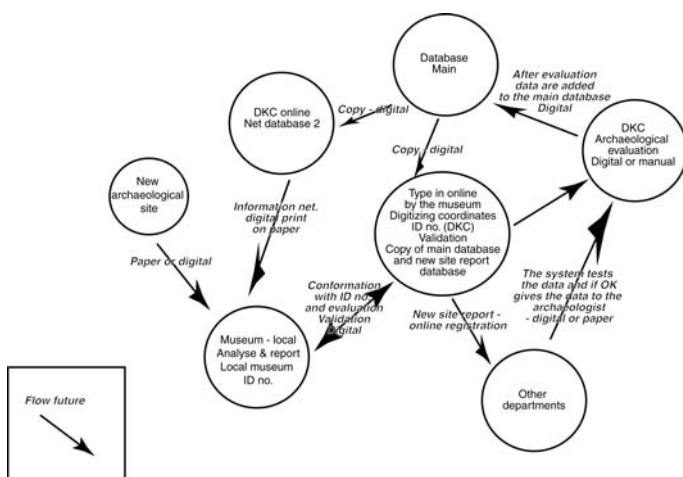 Database
Main
After evaluation
data are added
to the main database
Digital
DKC online
Net database 2
Copy - digital
DKC
Archaeological
evaluation
Digital or manual
Copy - digital
New
archaeological
site
Type in online
by the museum
Digitizing coordinates
ID no. (DKC)
Validation
Copy of main database
and new site report
database
Information net.
digital print
on paper
Paper or digital
Conformation
with ID no.
and evaluation
Validation
Digital
The system tests
the data and if OK
gives the data to the
archaeologist
- digital or paper
New site report -
online registration
Museum - local
Analyse & report
Local museum
ID no.
Other
departments
Flow future